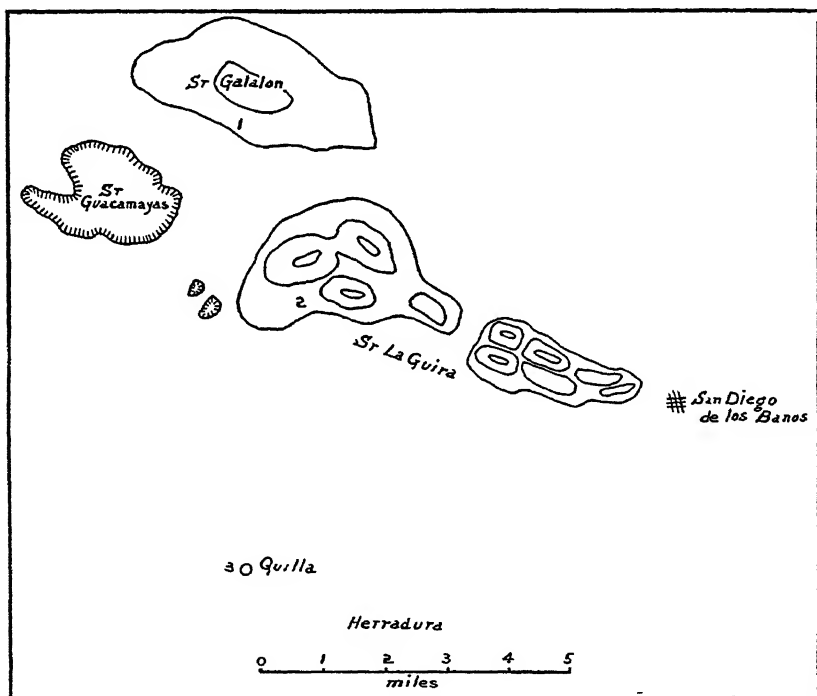 Sr Galalon
1
Sr
Guacamayas
2
Sr La Guira
San Diego
de los Banos
3 Quilla
Herradura
0 1 2 3 4 5
miles